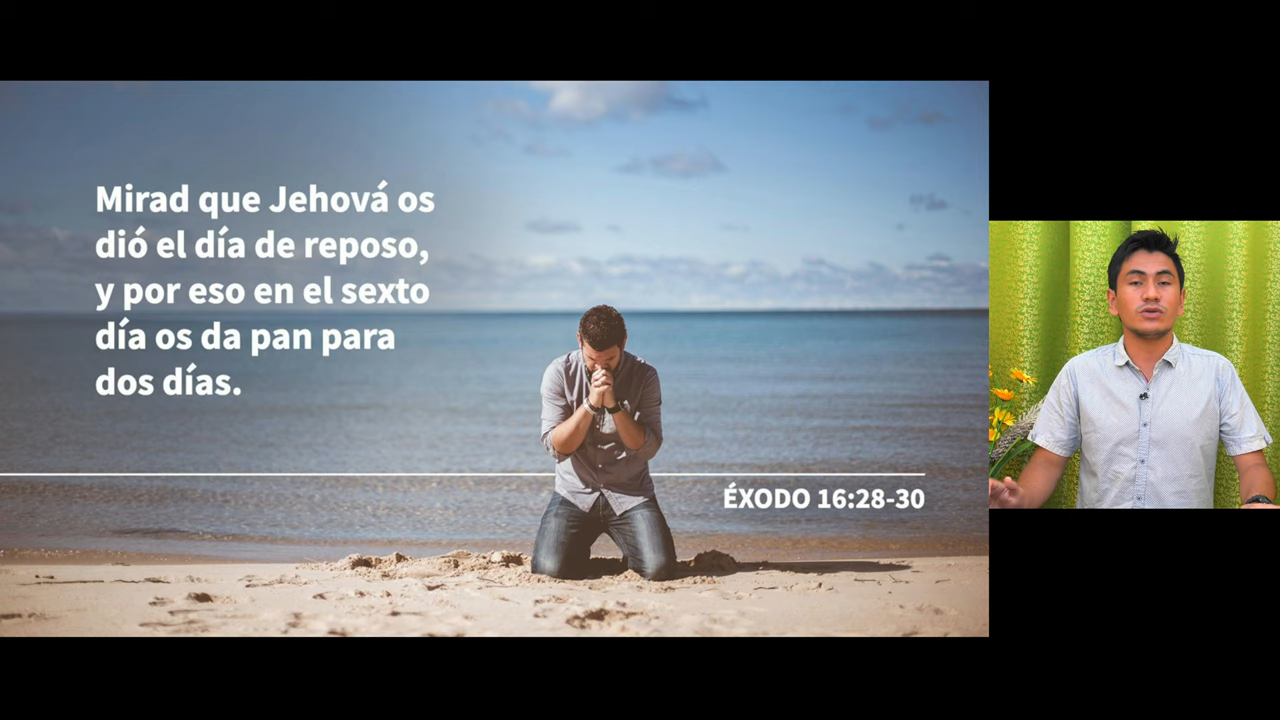 Mirad que Jehová os
dió el día de reposo,
y por eso en el sexto
día os da pan para
dos días.
ÉXODO 16:28-30